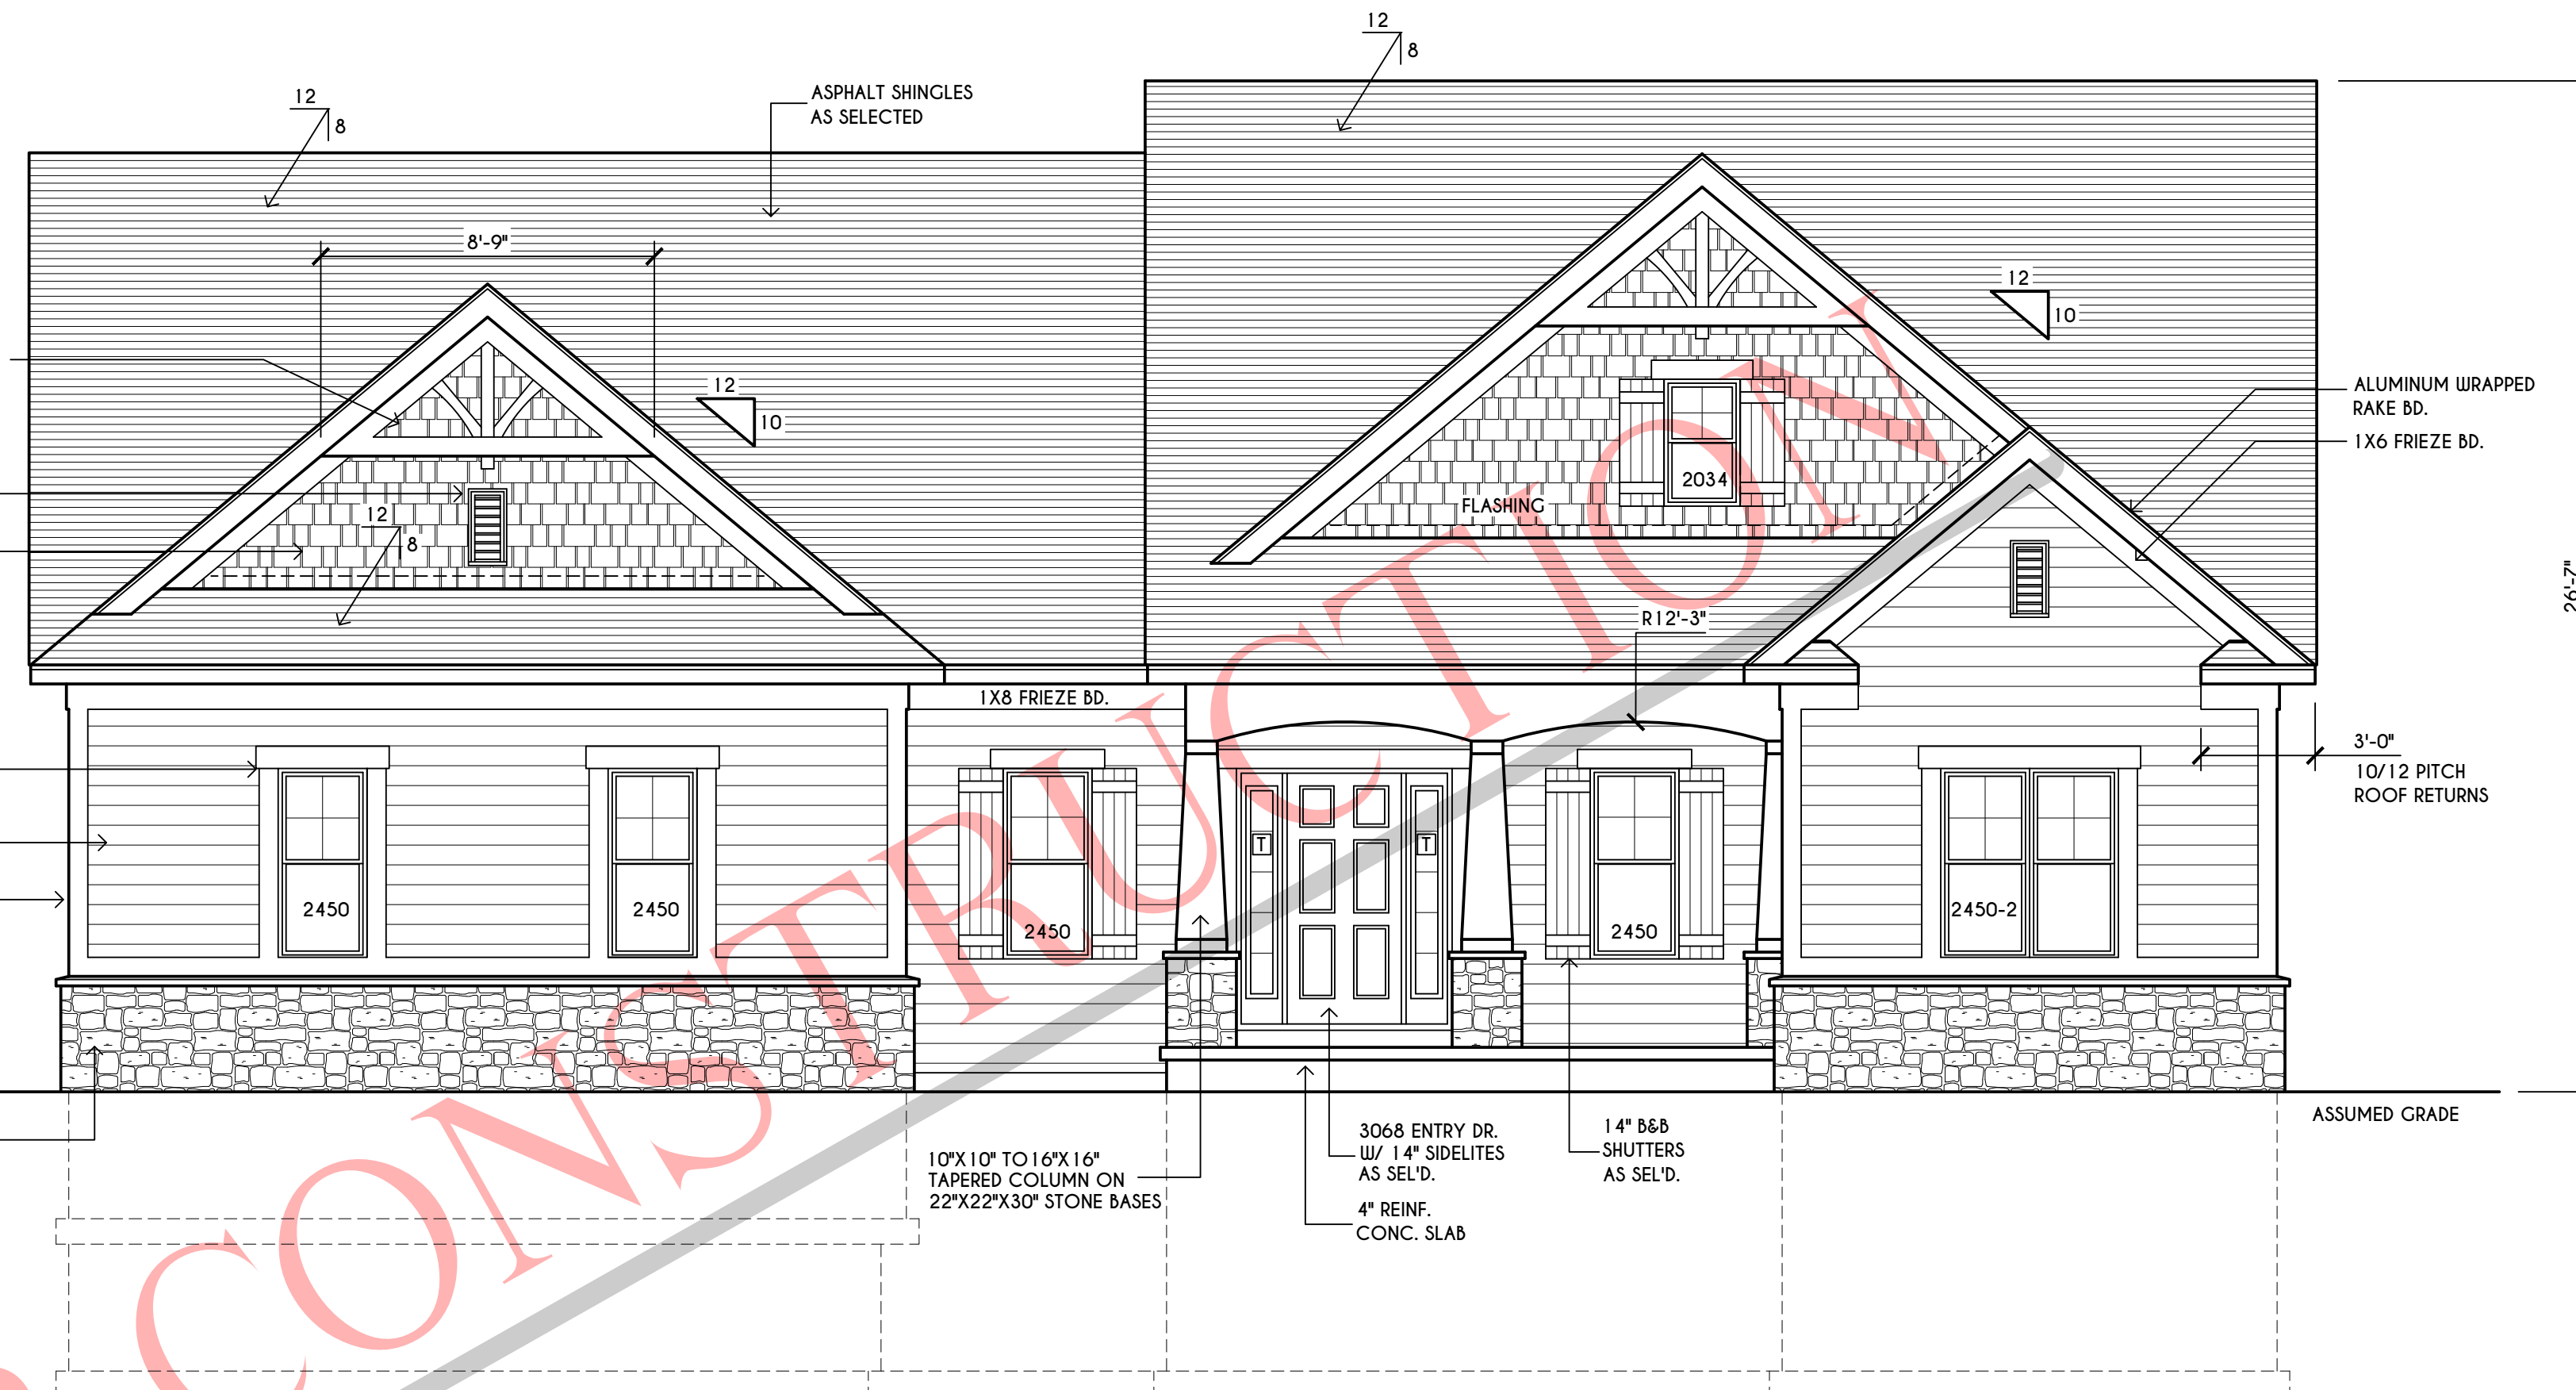 12
8
12
8
ASPHALT SHINGLES
AS SELECTED
8'-9"
12
10
12
10
ALUMINUM WRAPPED
RAKE BD.
1X6 FRIEZE BD.
2034
FLASHING
12
8
26'-7"
R12'-3"
1X8 FRIEZE BD.
3'-0"
10/12 PITCH
ROOF RETURNS
T
T
2450
2450
2450
2450
2450-2
ASSUMED GRADE
10"X10" TO 16"X16"
TAPERED COLUMN ON
22"X22"X30" STONE BASES
3068 ENTRY DR.
W/ 14" SIDELITES
AS SEL'D.
14" B&B
SHUTTERS
AS SEL'D.
4" REINF.
CONC. SLAB
CONSTRUCTION